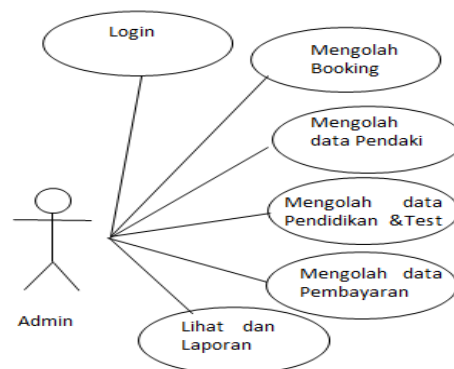 Login
Mengolah
Booking
Mengolah
data Pendaki
Mengolah data
Pendidikan &Test
Mengolah data
Pembayaran
Admin
Lihat dan
Laporan